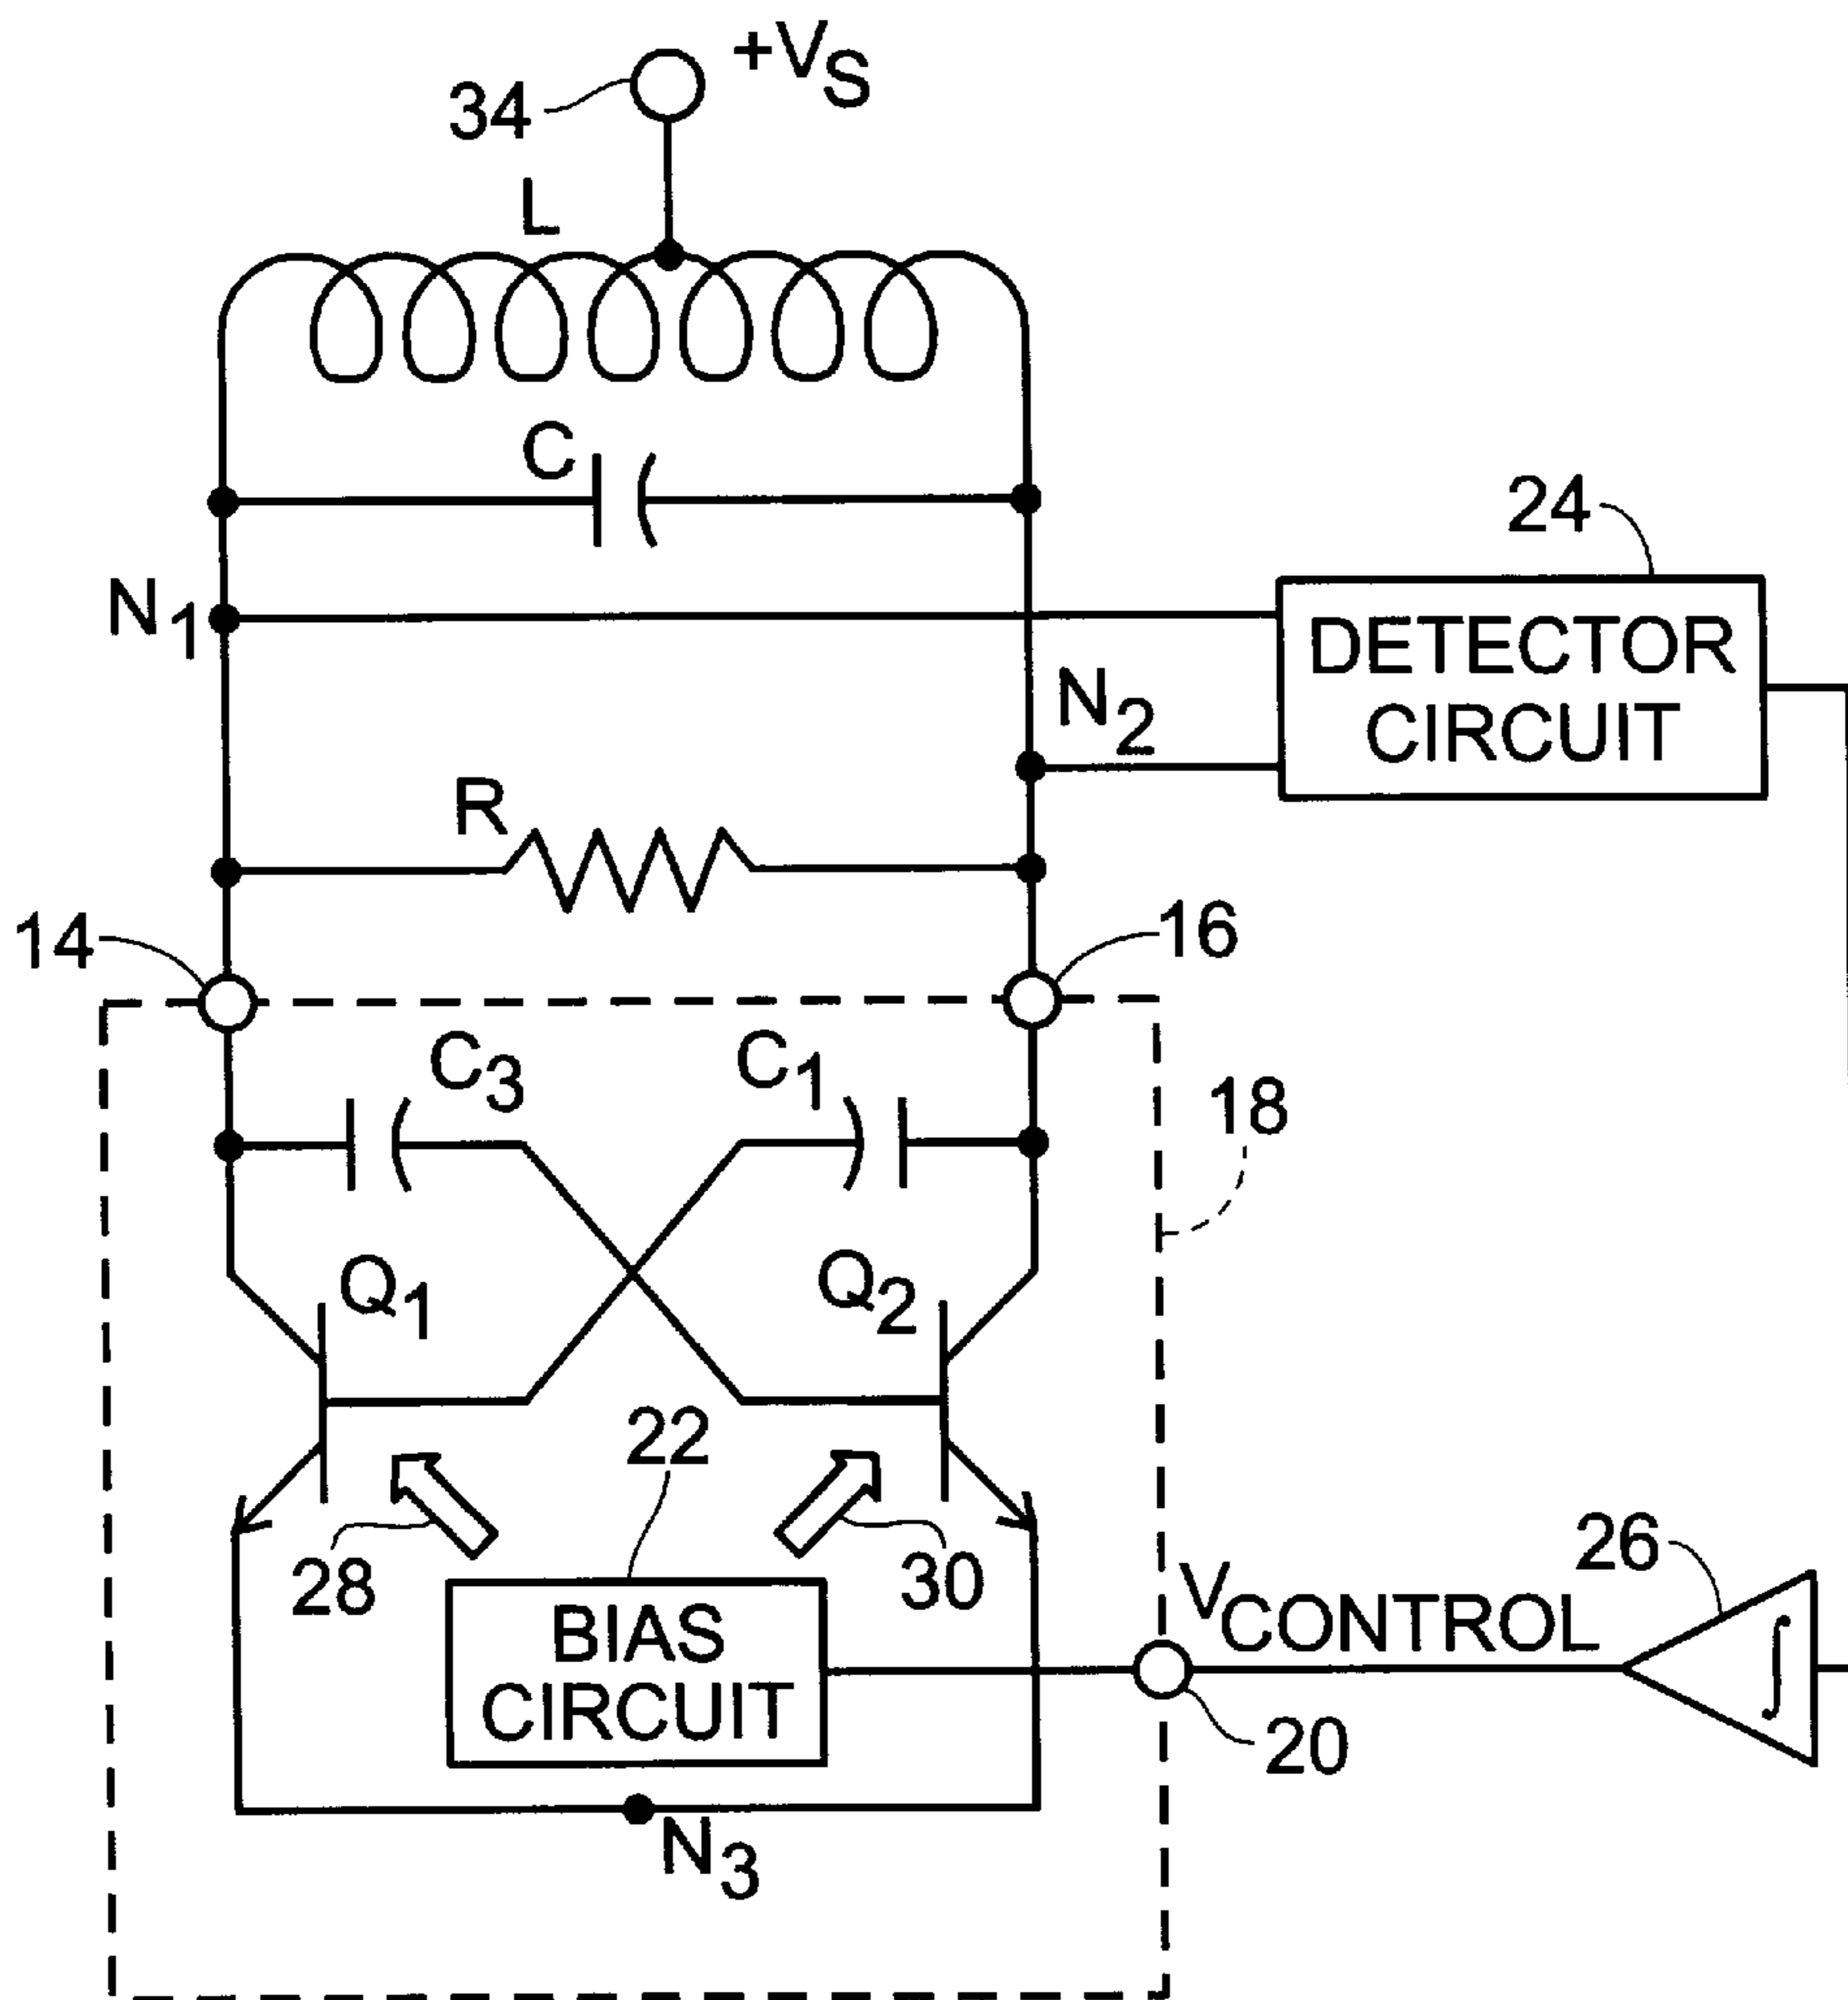 +VS
34
L
C
24
N1
DETECTOR
CIRCUIT
N2
R
14
16
C3
C1
18
Q1
Q2
22
28
30
26
BIAS
CIRCUIT
VCONTROL
∫
20
N3